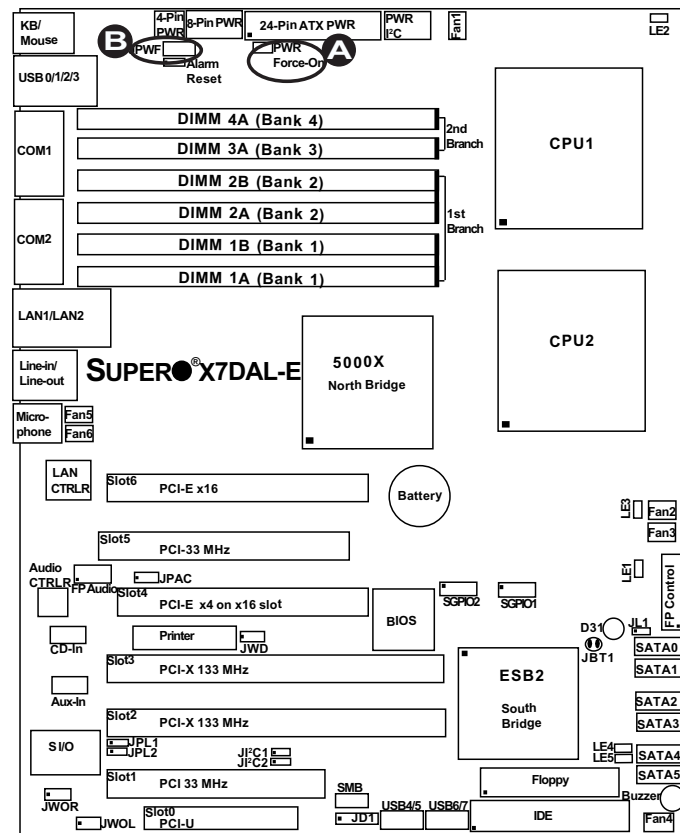 KB/
Mouse
4-Pin
PWR
8-Pin PWR
24-Pin ATX PWR
PWR
I²C
Fan1
LE2
B
PWF
PWR
Force-On
A
Alarm
Reset
USB 0/1/2/3
DIMM 4A (Bank 4)
DIMM 3A (Bank 3)
2nd
Branch
DIMM 2B (Bank 2)
DIMM 2A (Bank 2)
DIMM 1B (Bank 1)
DIMM 1A (Bank 1)
1st
Branch
CPU1
COM1
COM2
LAN1/LAN2
CPU2
Line-in/
Line-out
SUPER®X7DAL-E
5000X
North Bridge
Micro-
phone
Fan5
Fan6
LAN
CTRLR
Slot6
PCI-E x16
Battery
LE3
Fan2
Fan3
Slot5
PCI-33 MHz
Audio
CTRLR
FP Audio
JPAC
LE1
FP Control
Slot4
PCI-E x4 on x16 slot
BIOS
SGPIO2
SGPIO1
D31
JL1
JBT1
CD-In
Printer
JWD
SATA0
SATA1
Slot3
PCI-X 133 MHz
ESB2
South
Bridge
Aux-In
SATA2
SATA3
Slot2
PCI-X 133 MHz
S I/O
JPL1
JPL2
JI²C1
JI²C2
LE4
LE5
SATA4
SATA5
Slot1
PCI 33 MHz
Floppy
Buzzer
JWOR
SMB
USB4/5
USB6/7
IDE
JWOL
Slot0
PCI-U
JD1
Fan4